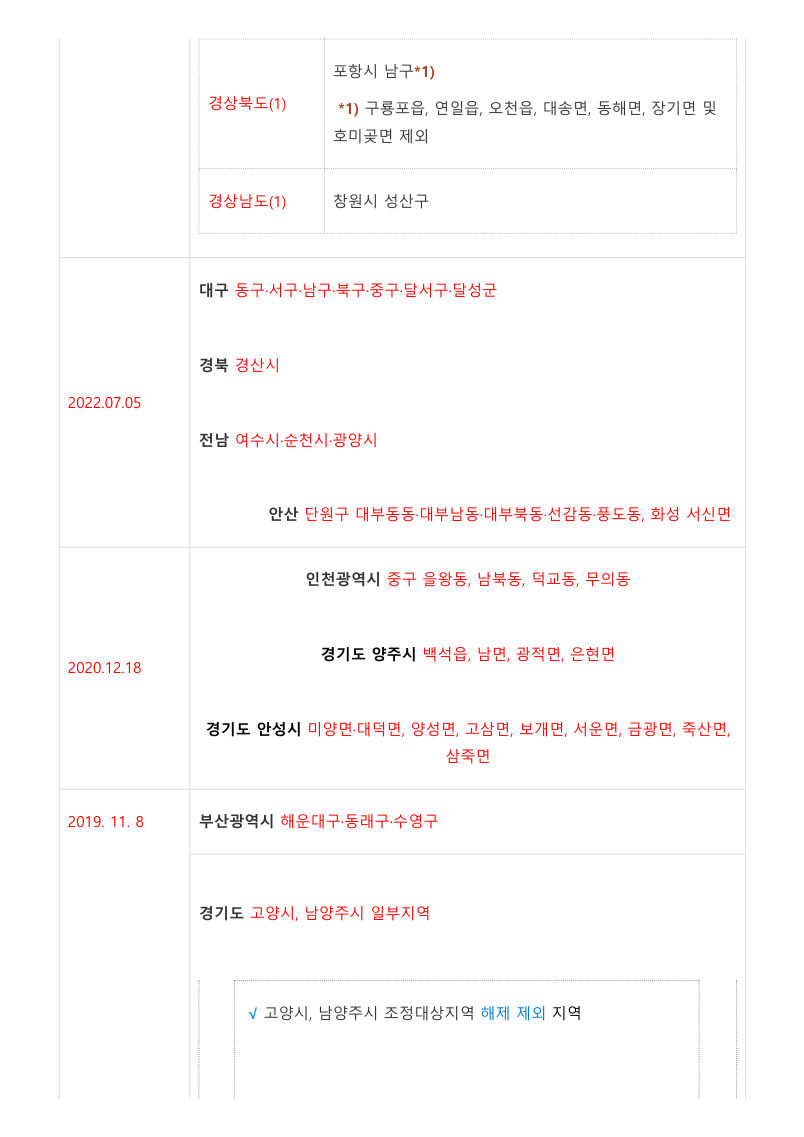 경상북도(1)
포항시 남구*1)
*1) 구룡포읍, 연일읍, 오천읍, 대송면, 동해면, 장기면 및
호미곶면 제외
경상남도(1)
창원시 성산구
2022.07.05
대구 동구·서구·남구·북구·중구·달서구·달성군
경북 경산시
전남 여수시·순천시·광양시
안산 단원구 대부동동·대부남동·대부북동·선감동·풍도동, 화성 서신면
2020.12.18
인천광역시 중구 을왕동, 남북동, 덕교동, 무의동
경기도 양주시 백석읍, 남면, 광적면, 은현면
경기도 안성시 미양면·대덕면, 양성면, 고삼면, 보개면, 서운면, 금광면, 죽산면,
삼죽면
2019. 11. 8
부산광역시 해운대구·동래구·수영구
경기도 고양시, 남양주시 일부지역
√ 고양시, 남양주시 조정대상지역 해제 제외 지역